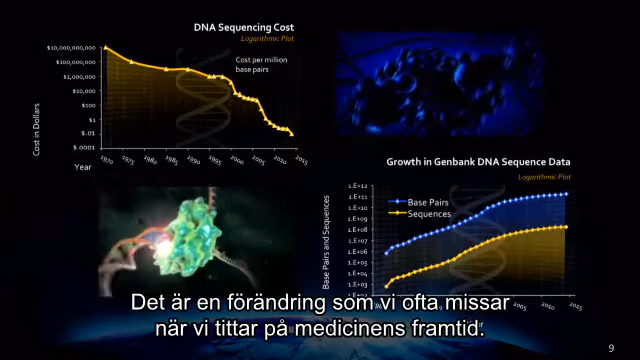 DNA Sequencing Cost
Logarithmic Plot
Cost per million
base pairs
$10,000,000,000
$100,000,000
$1,000,000
$10,000
$100
$1
$.01
$.0001
Cost in Dollars
Year
1970
1975
1980
1985
1990
1995
2000
2005
2010
2015
Growth in Genbank DNA Sequence Data
Logarithmic Plot
1.E+12
1.E+11
1.E+10
1.E+09
1.E+08
1.E+07
1.E+06
1.E+05
1.E+04
1.E+03
Base Pairs and Sequences
Base Pairs
Sequences
2005
2010
2015
Det är en förändring som vi ofta missar
när vi tittar på medicinens framtid.
9